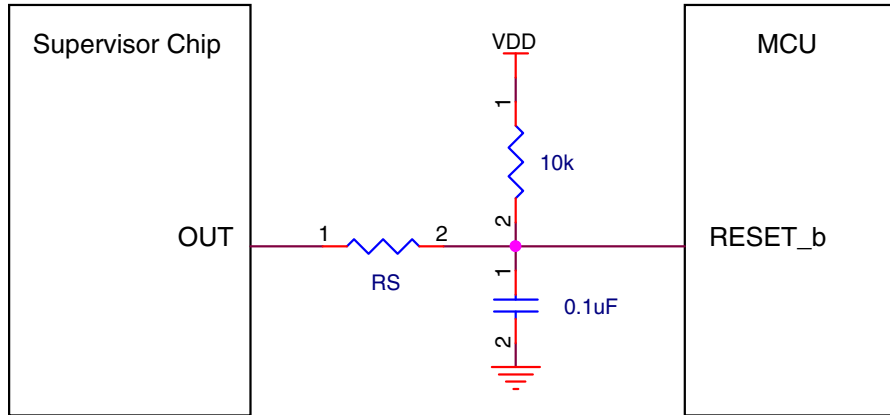 Supervisor Chip
VDD
MCU
1
10k
2
OUT
1
2
RESET_b
RS
1
0.1uF
2